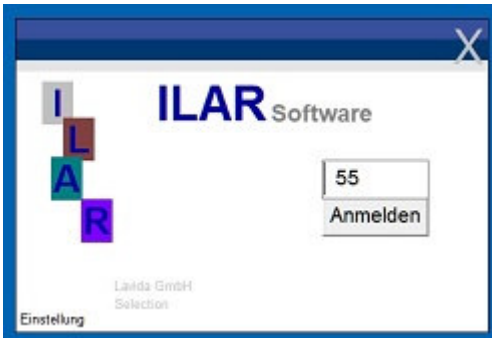 X
I
L
A
R
ILAR Software
55
Anmelden
Lavida GmbH
Selection
Einstellung